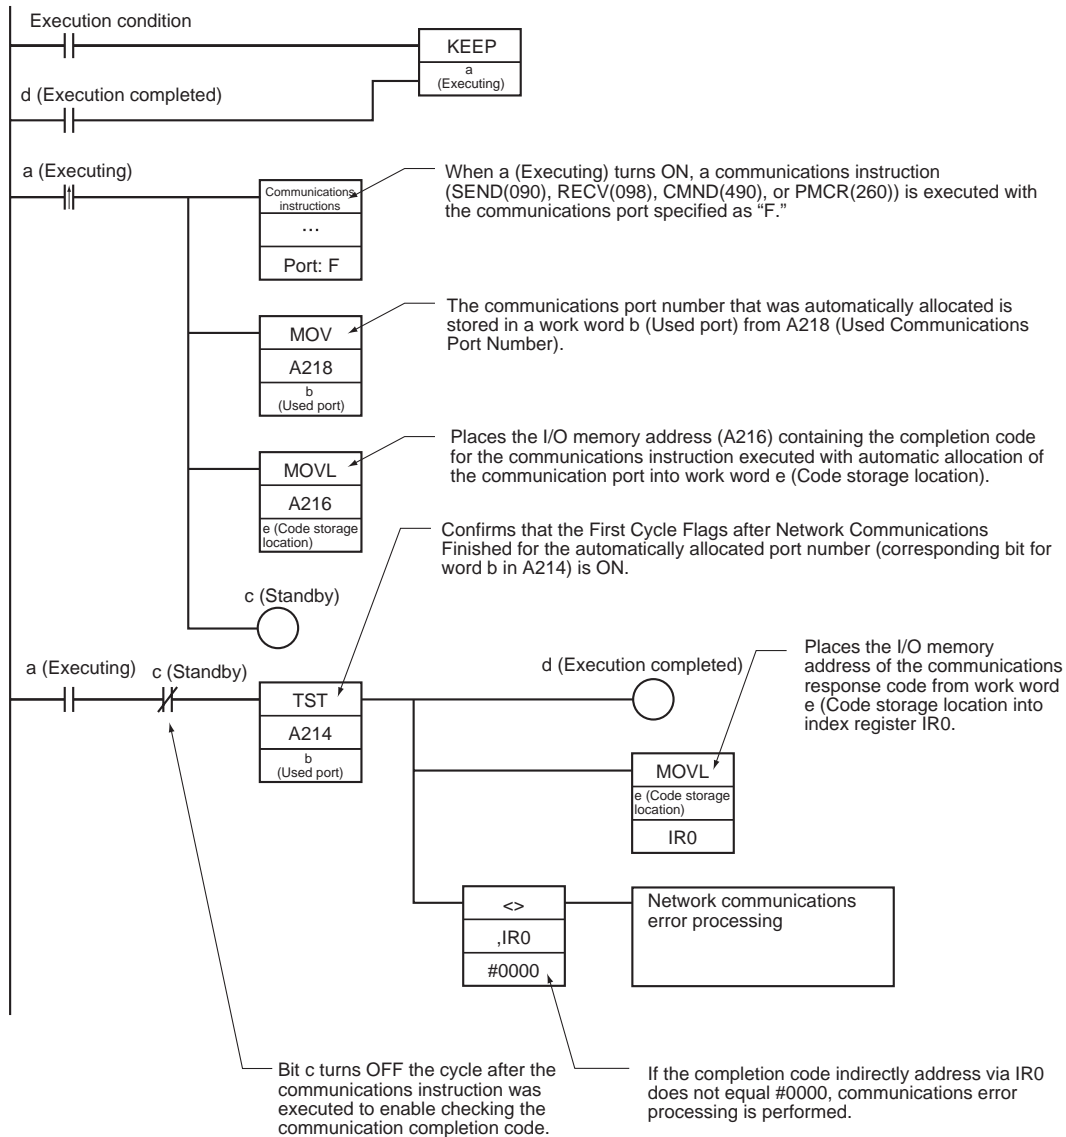 Execution condition
KEEP
a
(Executing)
d (Execution completed)
a (Executing)
Communications
instructions
...
Port: F
When a (Executing) turns ON, a communications instruction
(SEND(090), RECV(098), CMND(490), or PMCR(260)) is executed with
the communications port specified as “F.”
MOV
A218
b
(Used port)
The communications port number that was automatically allocated is
stored in a work word b (Used port) from A218 (Used Communications
Port Number).
MOVL
A216
e (Code storage
location)
Places the I/O memory address (A216) containing the completion code
for the communications instruction executed with automatic allocation of
the communication port into work word e (Code storage location).
Confirms that the First Cycle Flags after Network Communications
Finished for the automatically allocated port number (corresponding bit for
word b in A214) is ON.
c (Standby)
a (Executing)
c (Standby)
TST
A214
b
(Used port)
d (Execution completed)
Places the I/O memory
address of the communications
response code from work word
e (Code storage location into
index register IR0.
MOVL
e (Code storage
location)
IR0
<>
,IR0
#0000
Network communications
error processing
Bit c turns OFF the cycle after the
communications instruction was
executed to enable checking the
communication completion code.
If the completion code indirectly address via IR0
does not equal #0000, communications error
processing is performed.